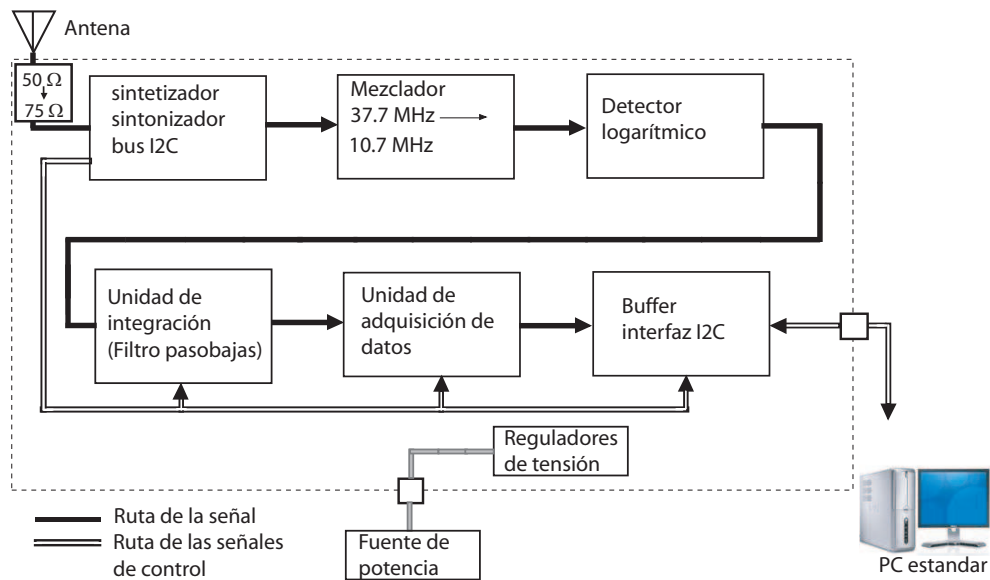 Antena
50 Ω
75 Ω
sintetizador
sintonizador
bus I2C
Mezclador
37.7 MHz
10.7 MHz
Detector
logarítmico
Unidad de
integración
(Filtro pasobajas)
Unidad de
adquisición de
datos
Buffer
interfaz I2C
Reguladores
de tensión
Fuente de
potencia
Ruta de la señal
Ruta de las señales
de control
PC estandar